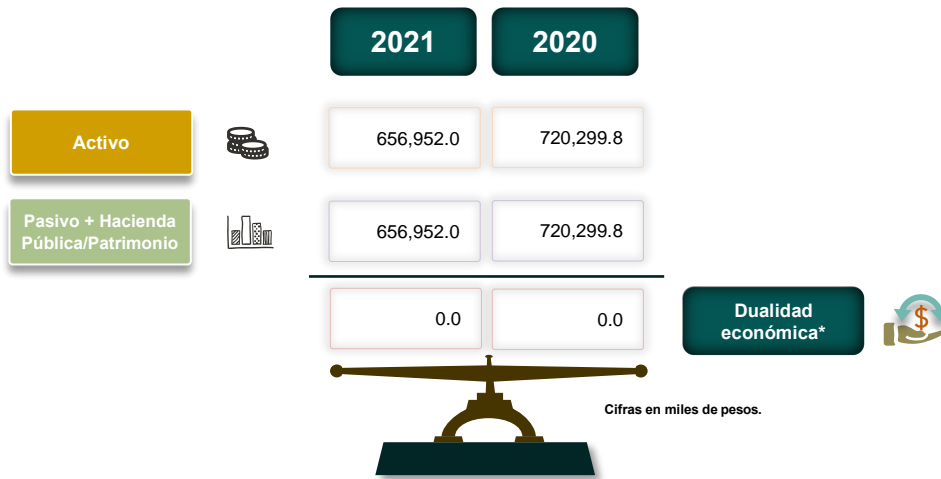 2021 2020
Activo 656,952.0 720,299.8
Pasivo + Hacienda
Pública/Patrimonio 656,952.0 720,299.8
0.0 0.0
Dualidad
económica*
$
Cifras en miles de pesos.